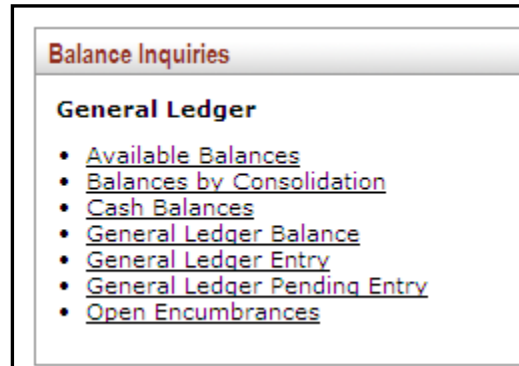 Balance Inquiries
General Ledger
• Available Balances
• Balances by Consolidation
• Cash Balances
• General Ledger Balance
• General Ledger Entry
• General Ledger Pending Entry
• Open Encumbrances